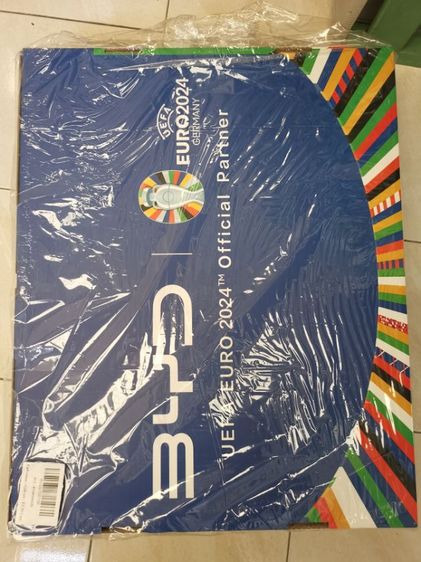 BYD
UEFA
EURO2024
GERMANY
UEFA EURO 2024™ Official Partner